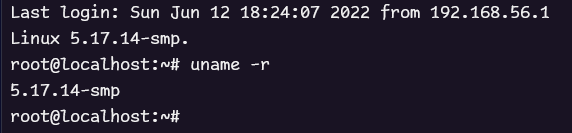 Last login: Sun Jun 12 18:24:07 2022 from 192.168.56.1
Linux 5.17.14-smp.
root@localhost:~# uname -r
5.17.14-smp
root@localhost:~#